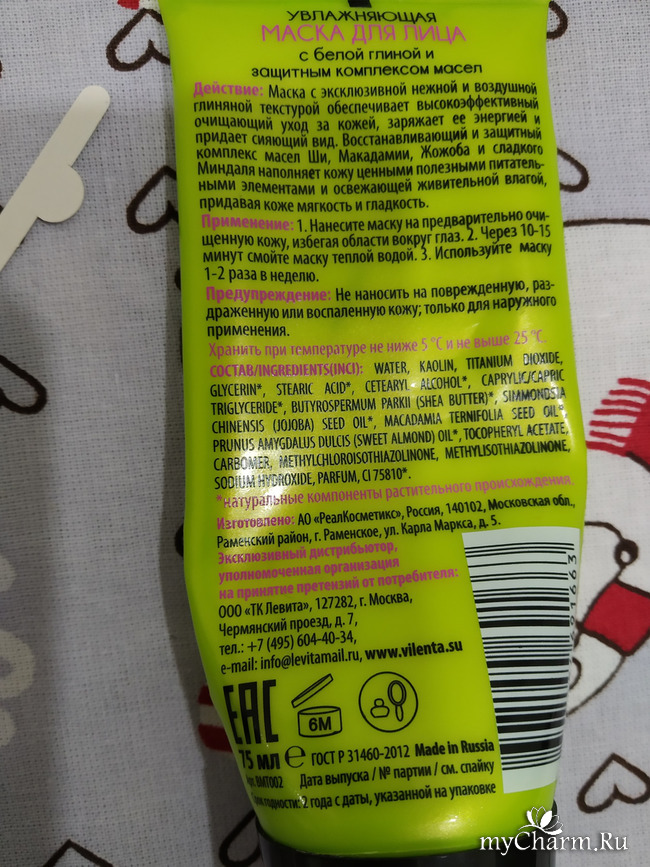 УВЛАЖНЯЮЩАЯ
МАСКА ДЛЯ ЛИЦА
С БЕЛОЙ ГЛИНОЙ И
ЗАЩИТНЫМ КОМПЛЕКСОМ МАСЕЛ
Действие: Маска с эксклюзивной нежной и воздушной
глиняной текстурой обеспечивает высокоэффективный
очищающий уход за кожей, заряжает ее энергией и
придает сияющий вид. Восстанавливающий и защитный
комплекс масел Ши, Макадамии, Жожоба и сладкого
Миндаля наполняет кожу ценными полезными питатель-
ными элементами и освежающей живительной влагой,
придавая коже мягкость и гладкость.
Применение: 1. Нанесите маску на предварительно очи-
щенную кожу, избегая области вокруг глаз. 2. Через 10-15
минут смойте маску теплой водой. 3. Используйте маску
1-2 раза в неделю.
Предупреждение: Не наносить на поврежденную, раз-
драженную или воспаленную кожу; только для наружного
применения.
Хранить при температуре не ниже 5 °С и не выше 25 °С.
СОСТАВ/INGREDIENTS(INCI): WATER, KAOLIN, TITANIUM DIOXIDE,
GLYCERIN*, STEARIC ACID*, CETEARYL ALCOHOL*, CAPRYLIC/CAPRIC
TRIGLYCERIDE*, BUTYROSPERMUM PARKII (SHEA BUTTER)*, SIMMONDSIA
CHINENSIS (JOJOBA) SEED OIL*, MACADAMIA TERNIFOLIA SEED OIL*,
PRUNUS AMYGDALUS DULCIS (SWEET ALMOND) OIL*, TOCOPHERYL ACETATE,
CARBOMER, METHYLCHLOROISOTHIAZOLINONE, METHYLISOTHIAZOLINONE,
SODIUM HYDROXIDE, PARFUM, CI 75810*.
*натуральные компоненты растительного происхождения.
Изготовлено: АО «РеалКосметикс», Россия, 140102, Московская обл.,
Раменский район, г. Раменское, ул. Карла Маркса, д. 5.
Эксклюзивный дистрибьютор,
уполномоченная организация
на принятие претензий от потребителя:
ООО «ТК Левита», 127282, г. Москва,
Чермянский проезд, д. 7,
тел.: +7 (495) 604-40-34,
e-mail: info@levitamail.ru, www.vilenta.su
ЕАС
6М
75 мл ℮ ГОСТ Р 31460-2012 Made in Russia
Арт. ВМТ002 Дата выпуска / № партии / см. спайку
годности: 2 года с даты, указанной на упаковке
myCharm.Ru